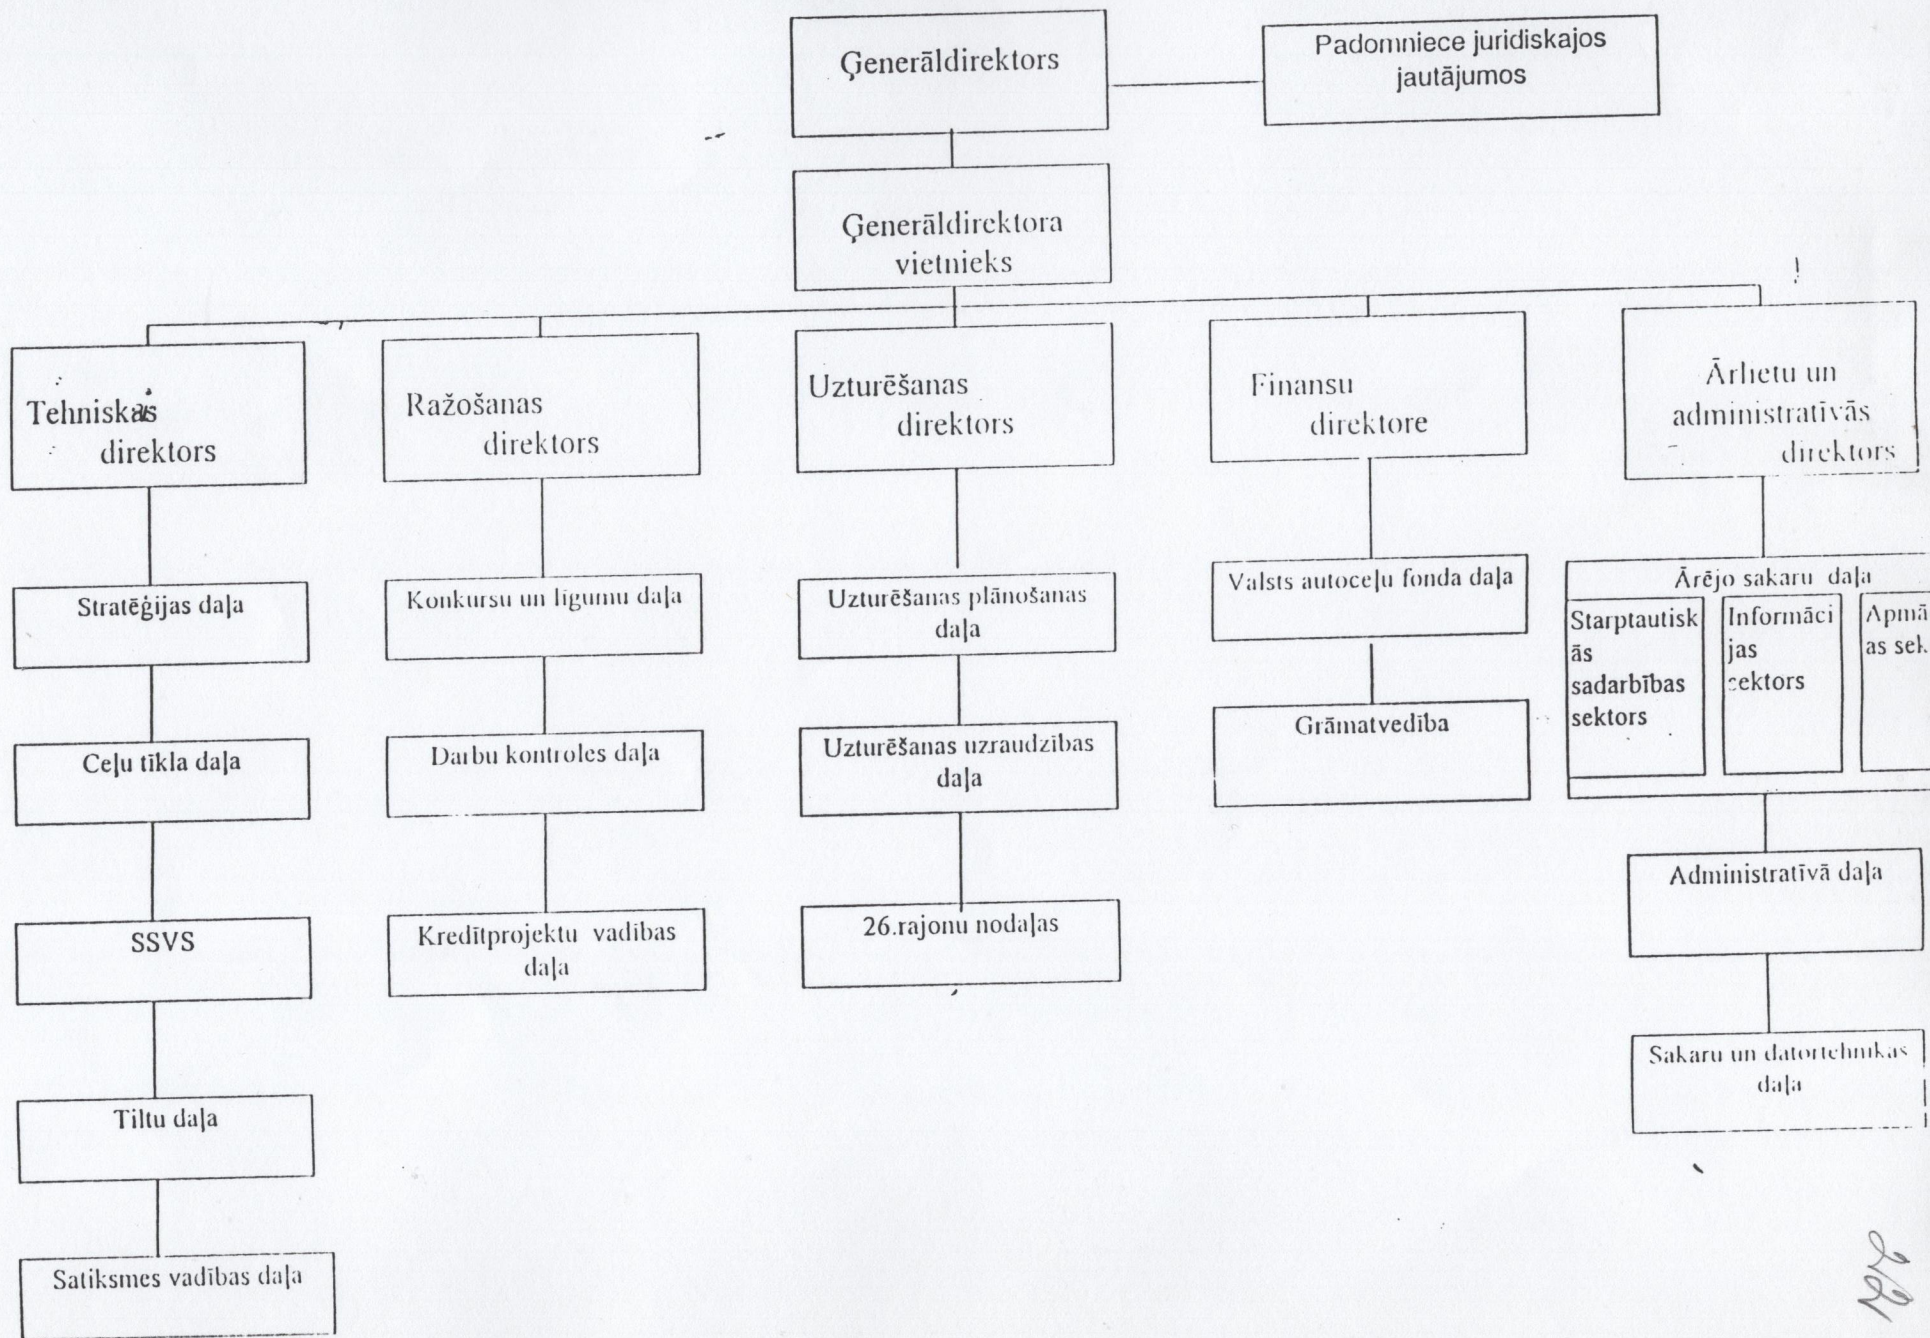 Ģenerāldirektors
Padomniece juridiskajos
jautājumos
Ģenerāldirektora
vietnieks
Tehniskais
direktors
Ražošanas
direktors
Uzturēšanas
direktors
Finansu
direktore
Ārlietu un
administratīvās
direktors
Stratēģijas daļa
Ceļu tīkla daļa
SSVS
Tiltu daļa
Satiksmes vadības daļa
Konkursu un līgumu daļa
Darbu kontroles daļa
Kredītprojektu vadības
daļa
Uzturēšanas plānošanas
daļa
Uzturēšanas uzraudzības
daļa
26.rajonu nodaļas
Valsts autoceļu fonda daļa
Grāmatvedība
Ārējo sakaru daļa
Starptautisk
ās
sadarbības
sektors
Informāci
jas
sektors
Apmā
as sek
Administratīvā daļa
Sakaru un datortehnikas
daļa